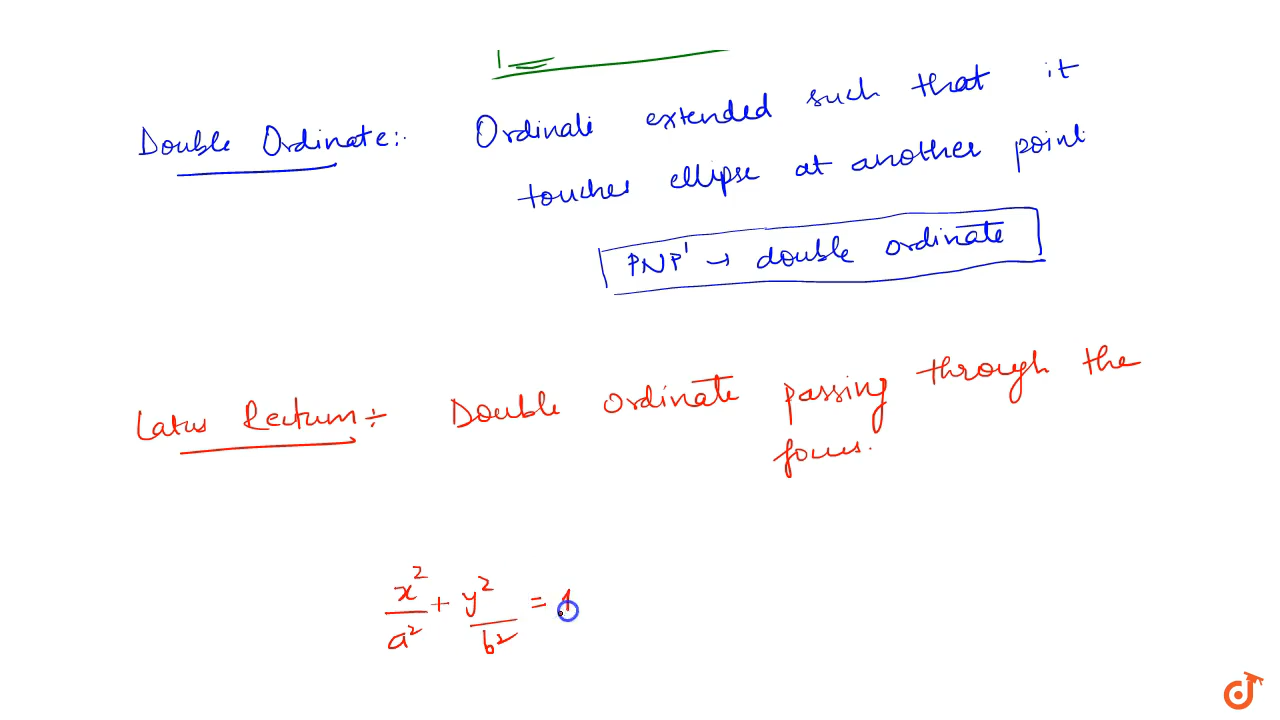 Double Ordinate:. Ordinate extended such that it
touches ellipse at another point
PNP' → double ordinate
Latus Rectum ÷ Double ordinate passing through the
focus.
x²/a² + y²/b² = 1